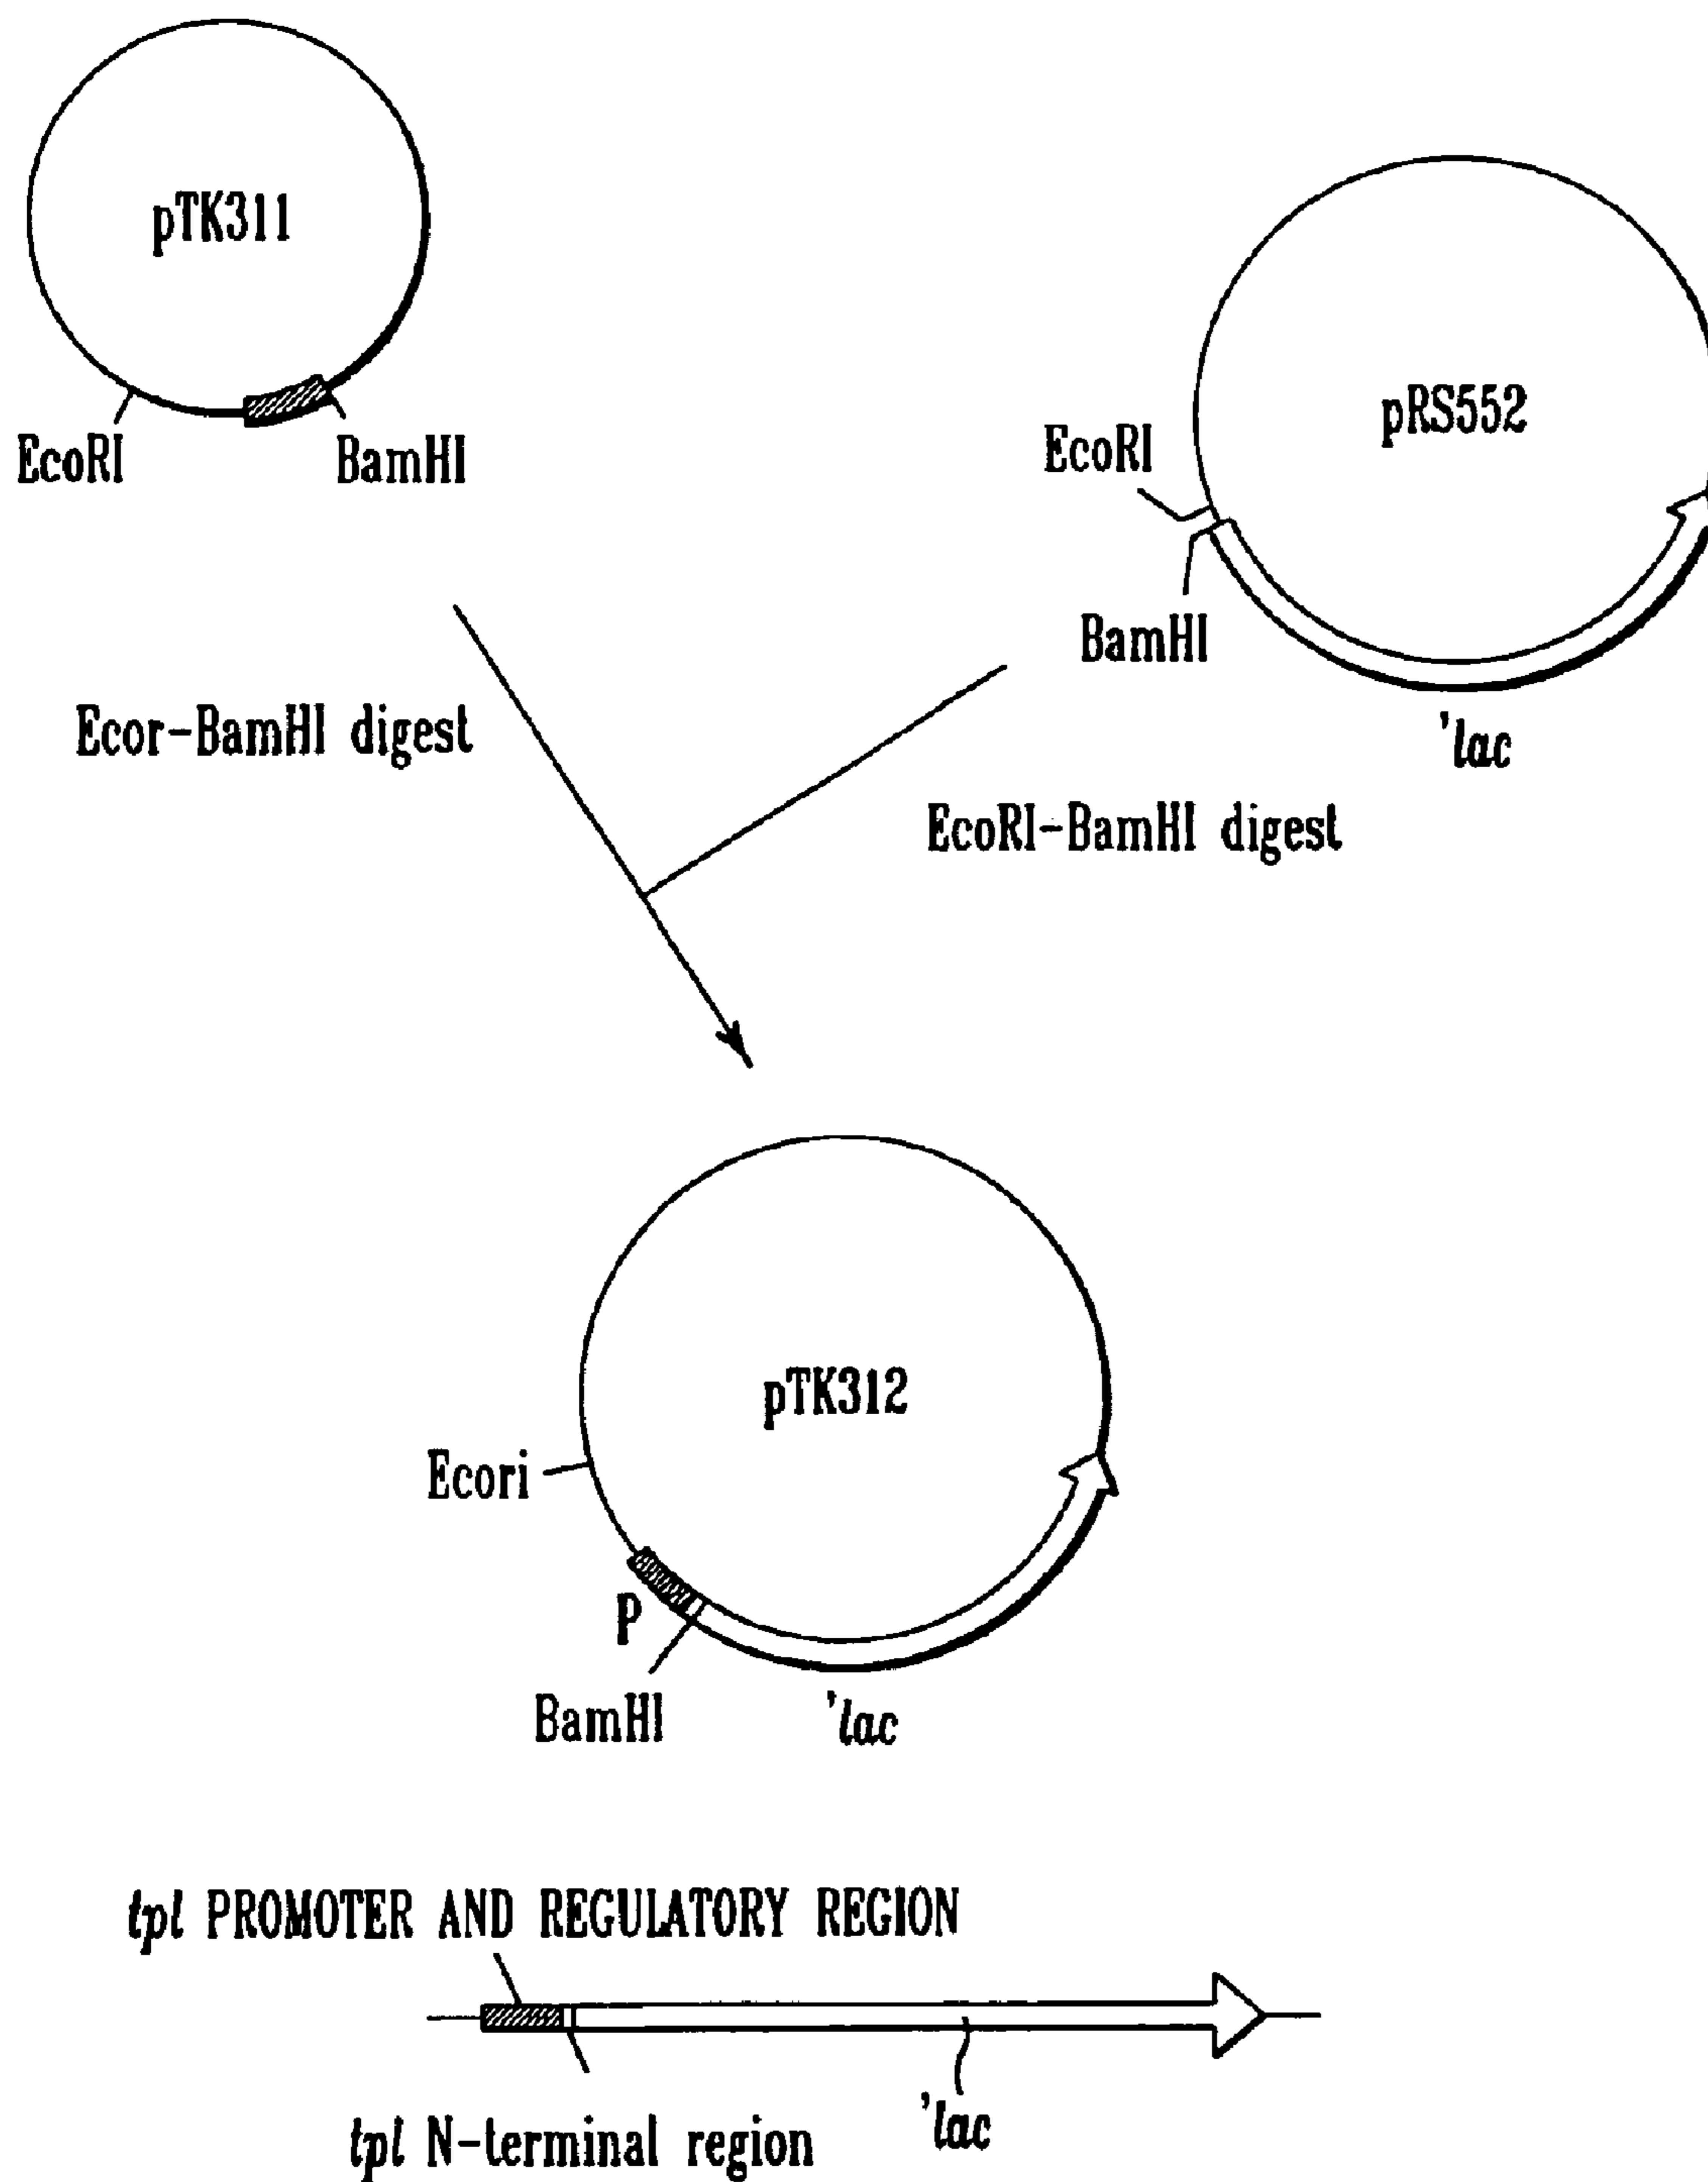 pTK311
EcoRI
BamHI
pRS552
EcoRI
BamHI
'lac
Ecor-BamHI digest
EcoRI-BamHI digest
pTK312
Ecori
P
BamHI
'lac
tpl PROMOTER AND REGULATORY REGION
tpl N-terminal region
'lac